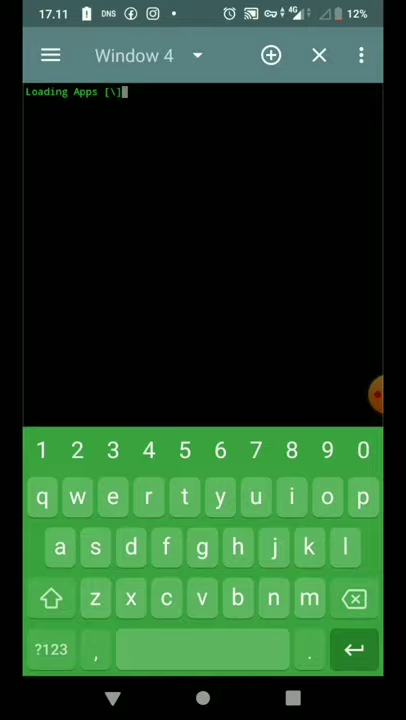 17.11 DNS 4G 12%
Window 4
Loading Apps [\]
1 2 3 4 5 6 7 8 9 0
q w e r t y u i o p
a s d f g h j k l
z x c v b n m
?123 , .